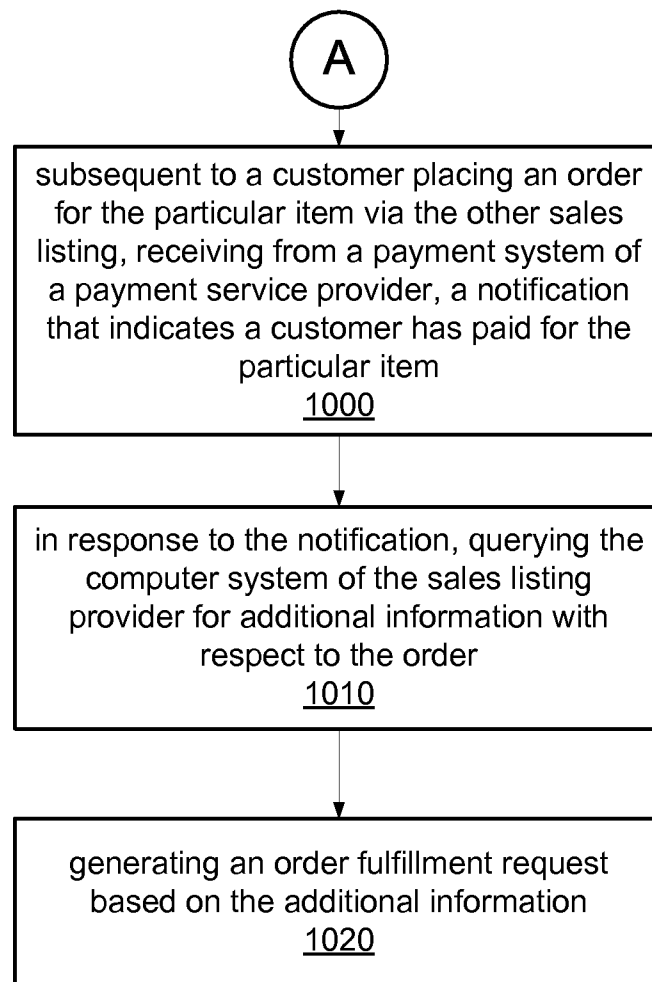 A
subsequent to a customer placing an order
for the particular item via the other sales
listing, receiving from a payment system of
a payment service provider, a notification
that indicates a customer has paid for the
particular item
1000
in response to the notification, querying the
computer system of the sales listing
provider for additional information with
respect to the order
1010
generating an order fulfillment request
based on the additional information
1020